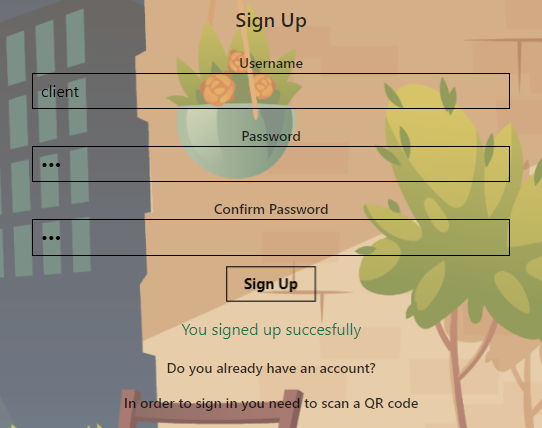 Sign Up
Username
client
Password
•••
Confirm Password
•••
Sign Up
You signed up succesfully
Do you already have an account?
In order to sign in you need to scan a QR code